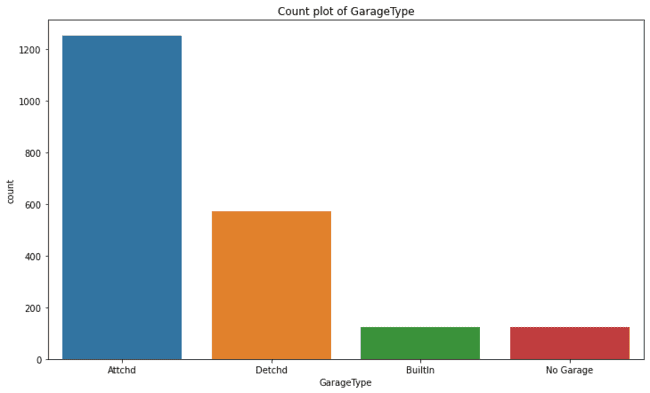 Count plot of GarageType
1200
1000
800
600
400
200
0
count
Attchd Detchd BuiltIn No Garage
GarageType